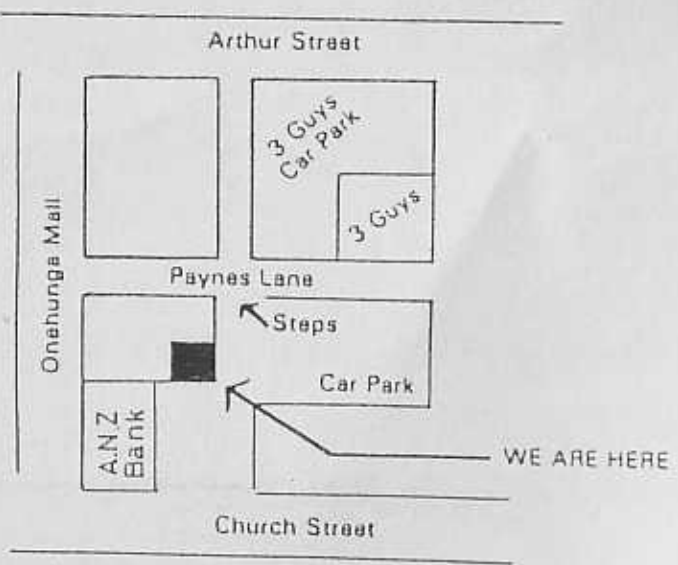 Arthur Street
3 Guys
Car Park
3 Guys
Onehunga Mall
Paynes Lane
Steps
Car Park
A.N.Z
Bank
WE ARE HERE
Church Street